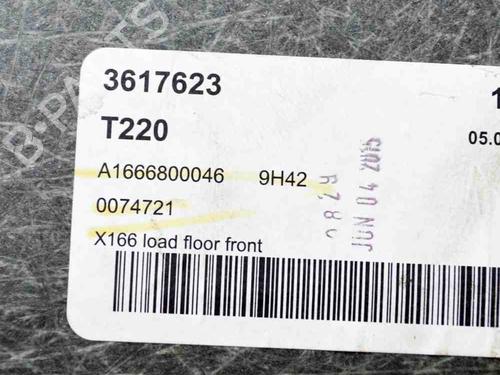 3617623
T220
A1666800046 9H42
0074721
X166 load floor front
05.0
JUN 04 2015
B-PARTS